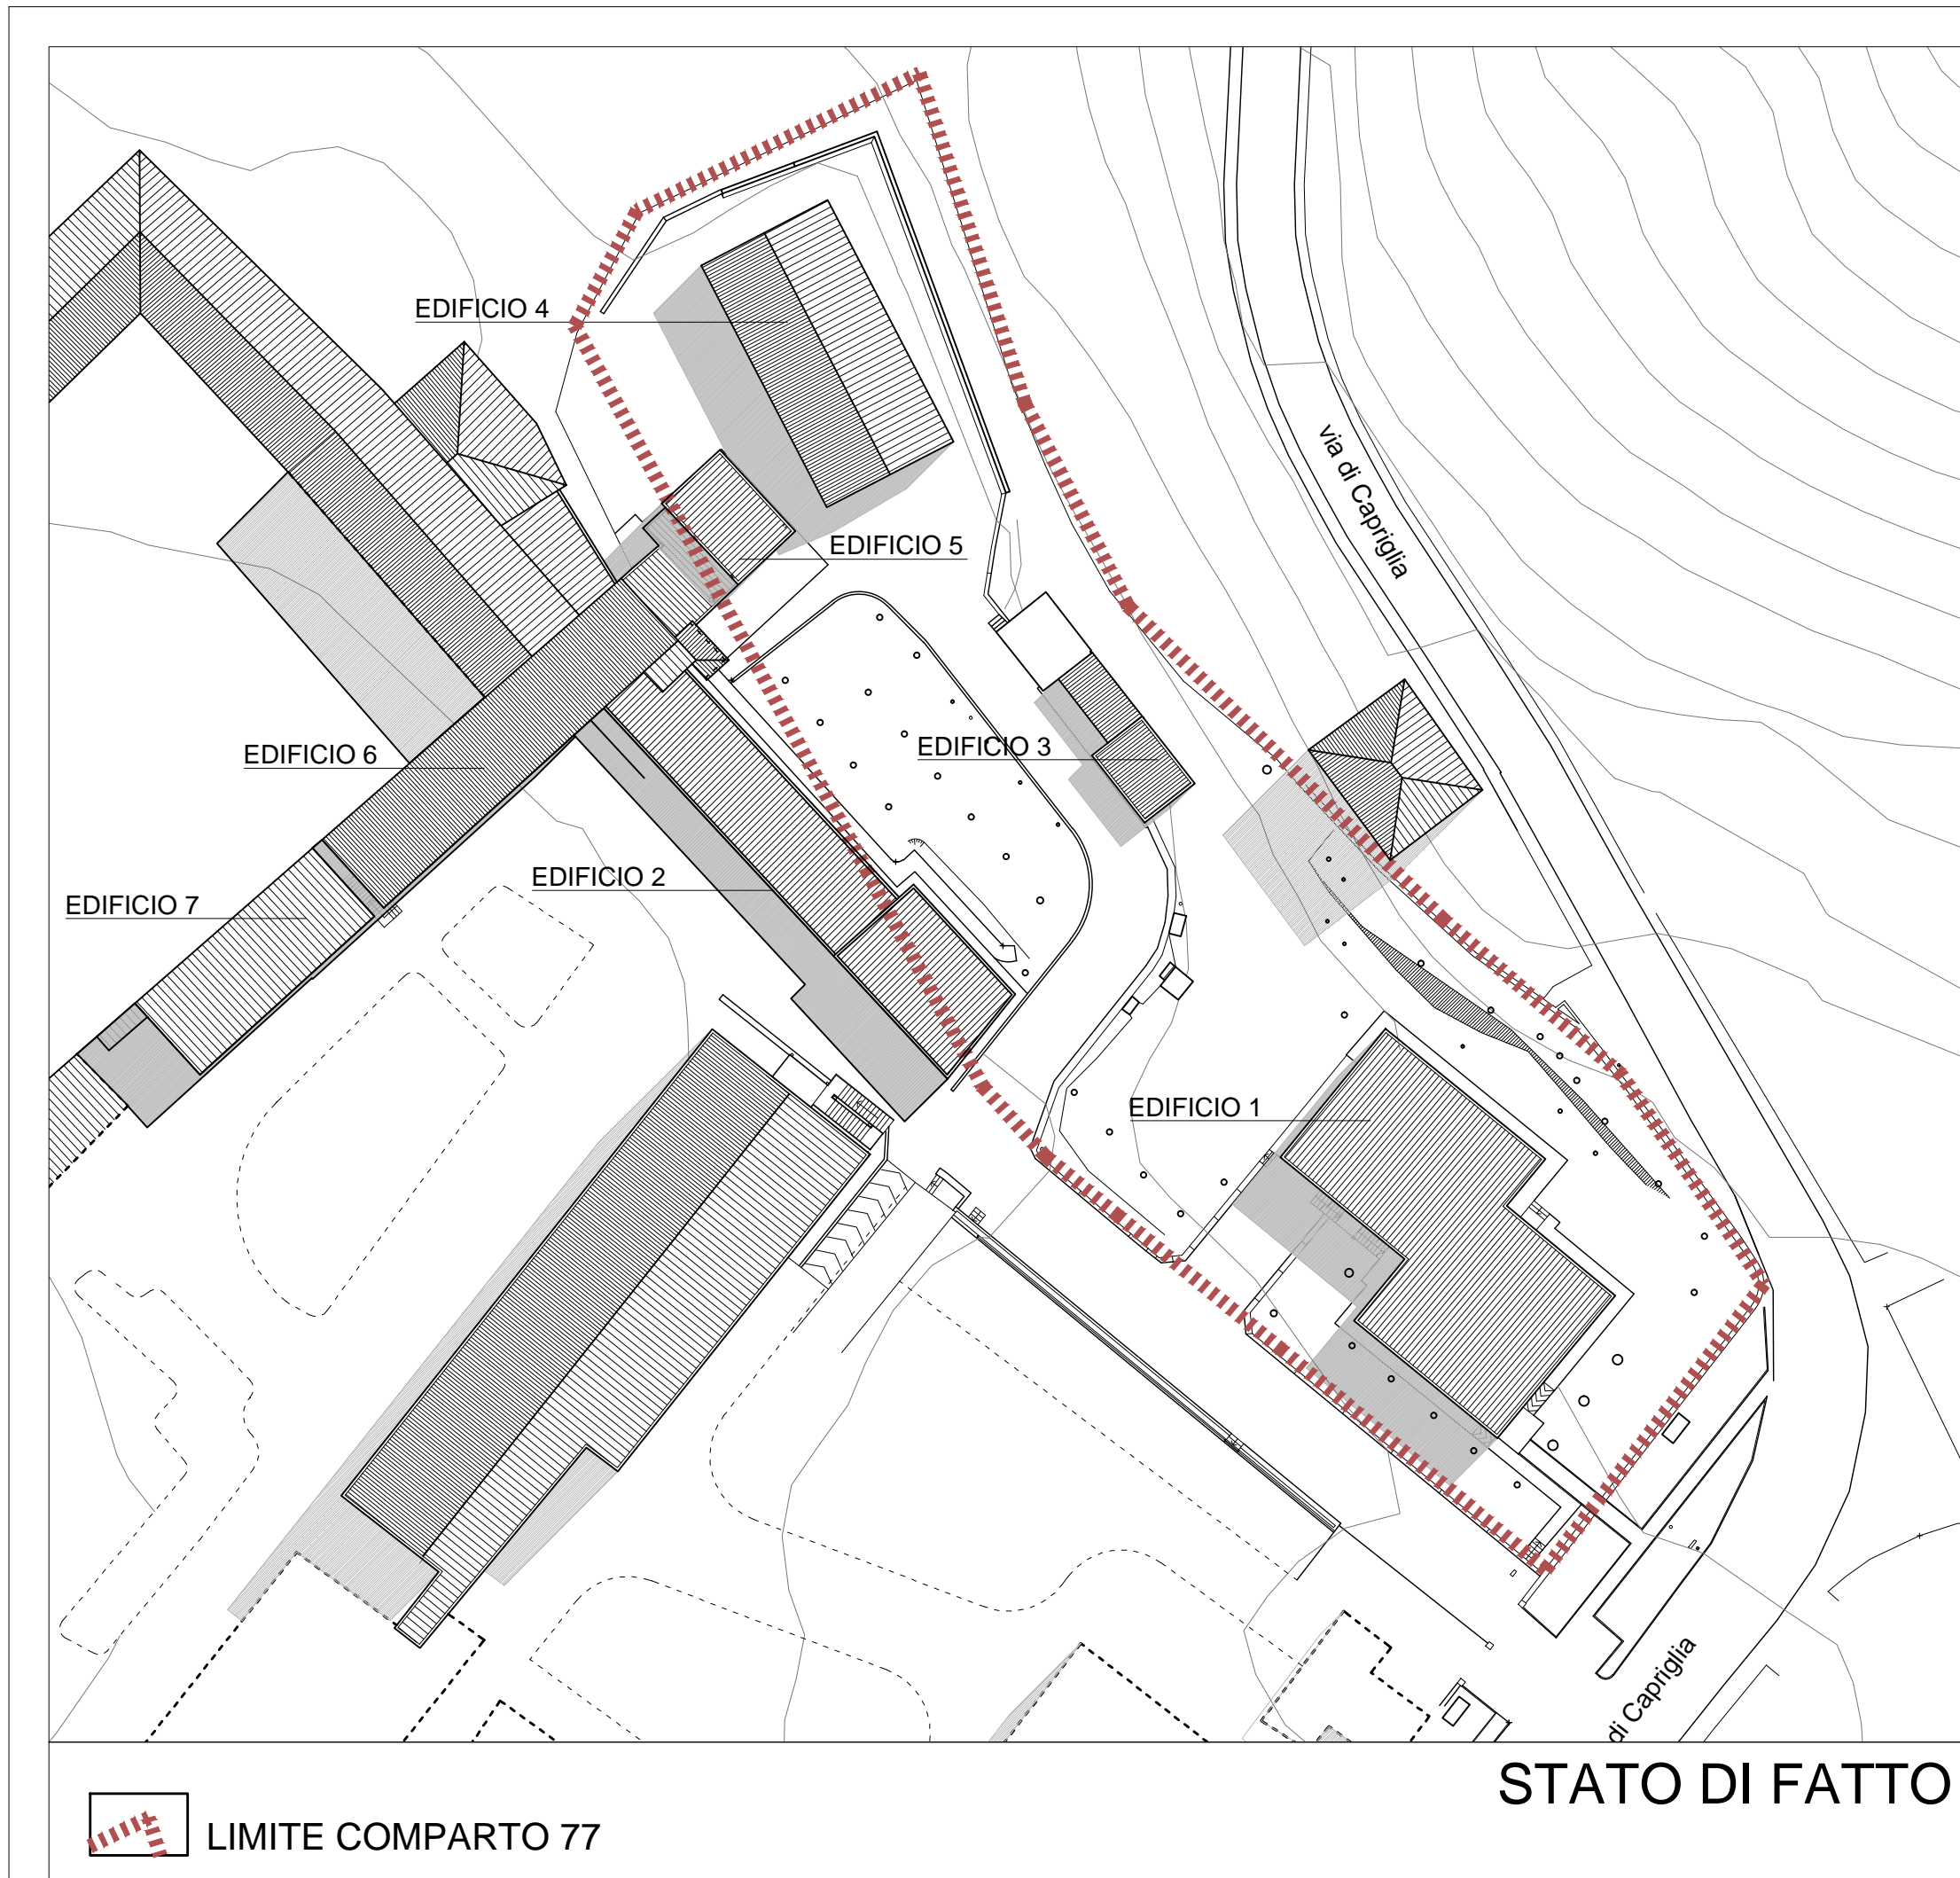 EDIFICIO 4
via di Capriglia
EDIFICIO 5
EDIFICIO 6
EDIFICIO 3
EDIFICIO 2
EDIFICIO 7
EDIFICIO 1
di Capriglia
STATO DI FATTO
LIMITE COMPARTO 77